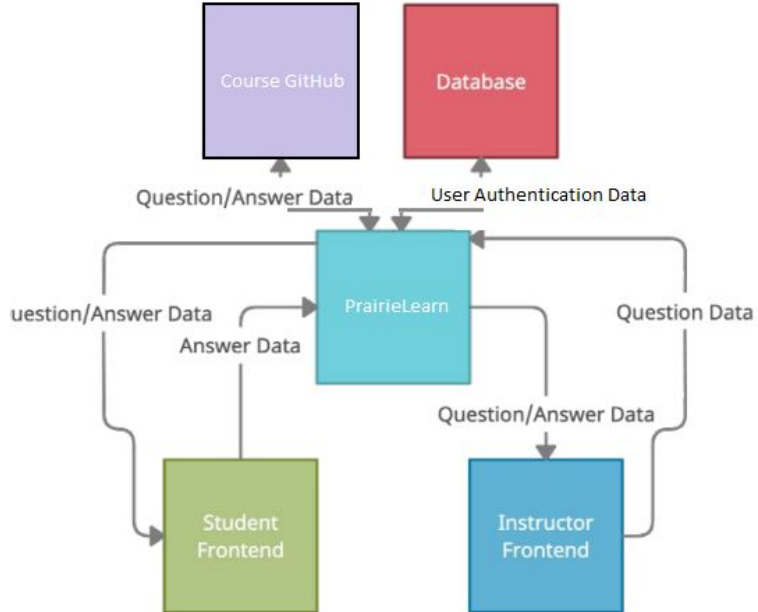 Course GitHub
Database
Question/Answer Data
User Authentication Data
PrairieLearn
uestion/Answer Data
Question Data
Answer Data
Question/Answer Data
Student
Frontend
Instructor
Frontend